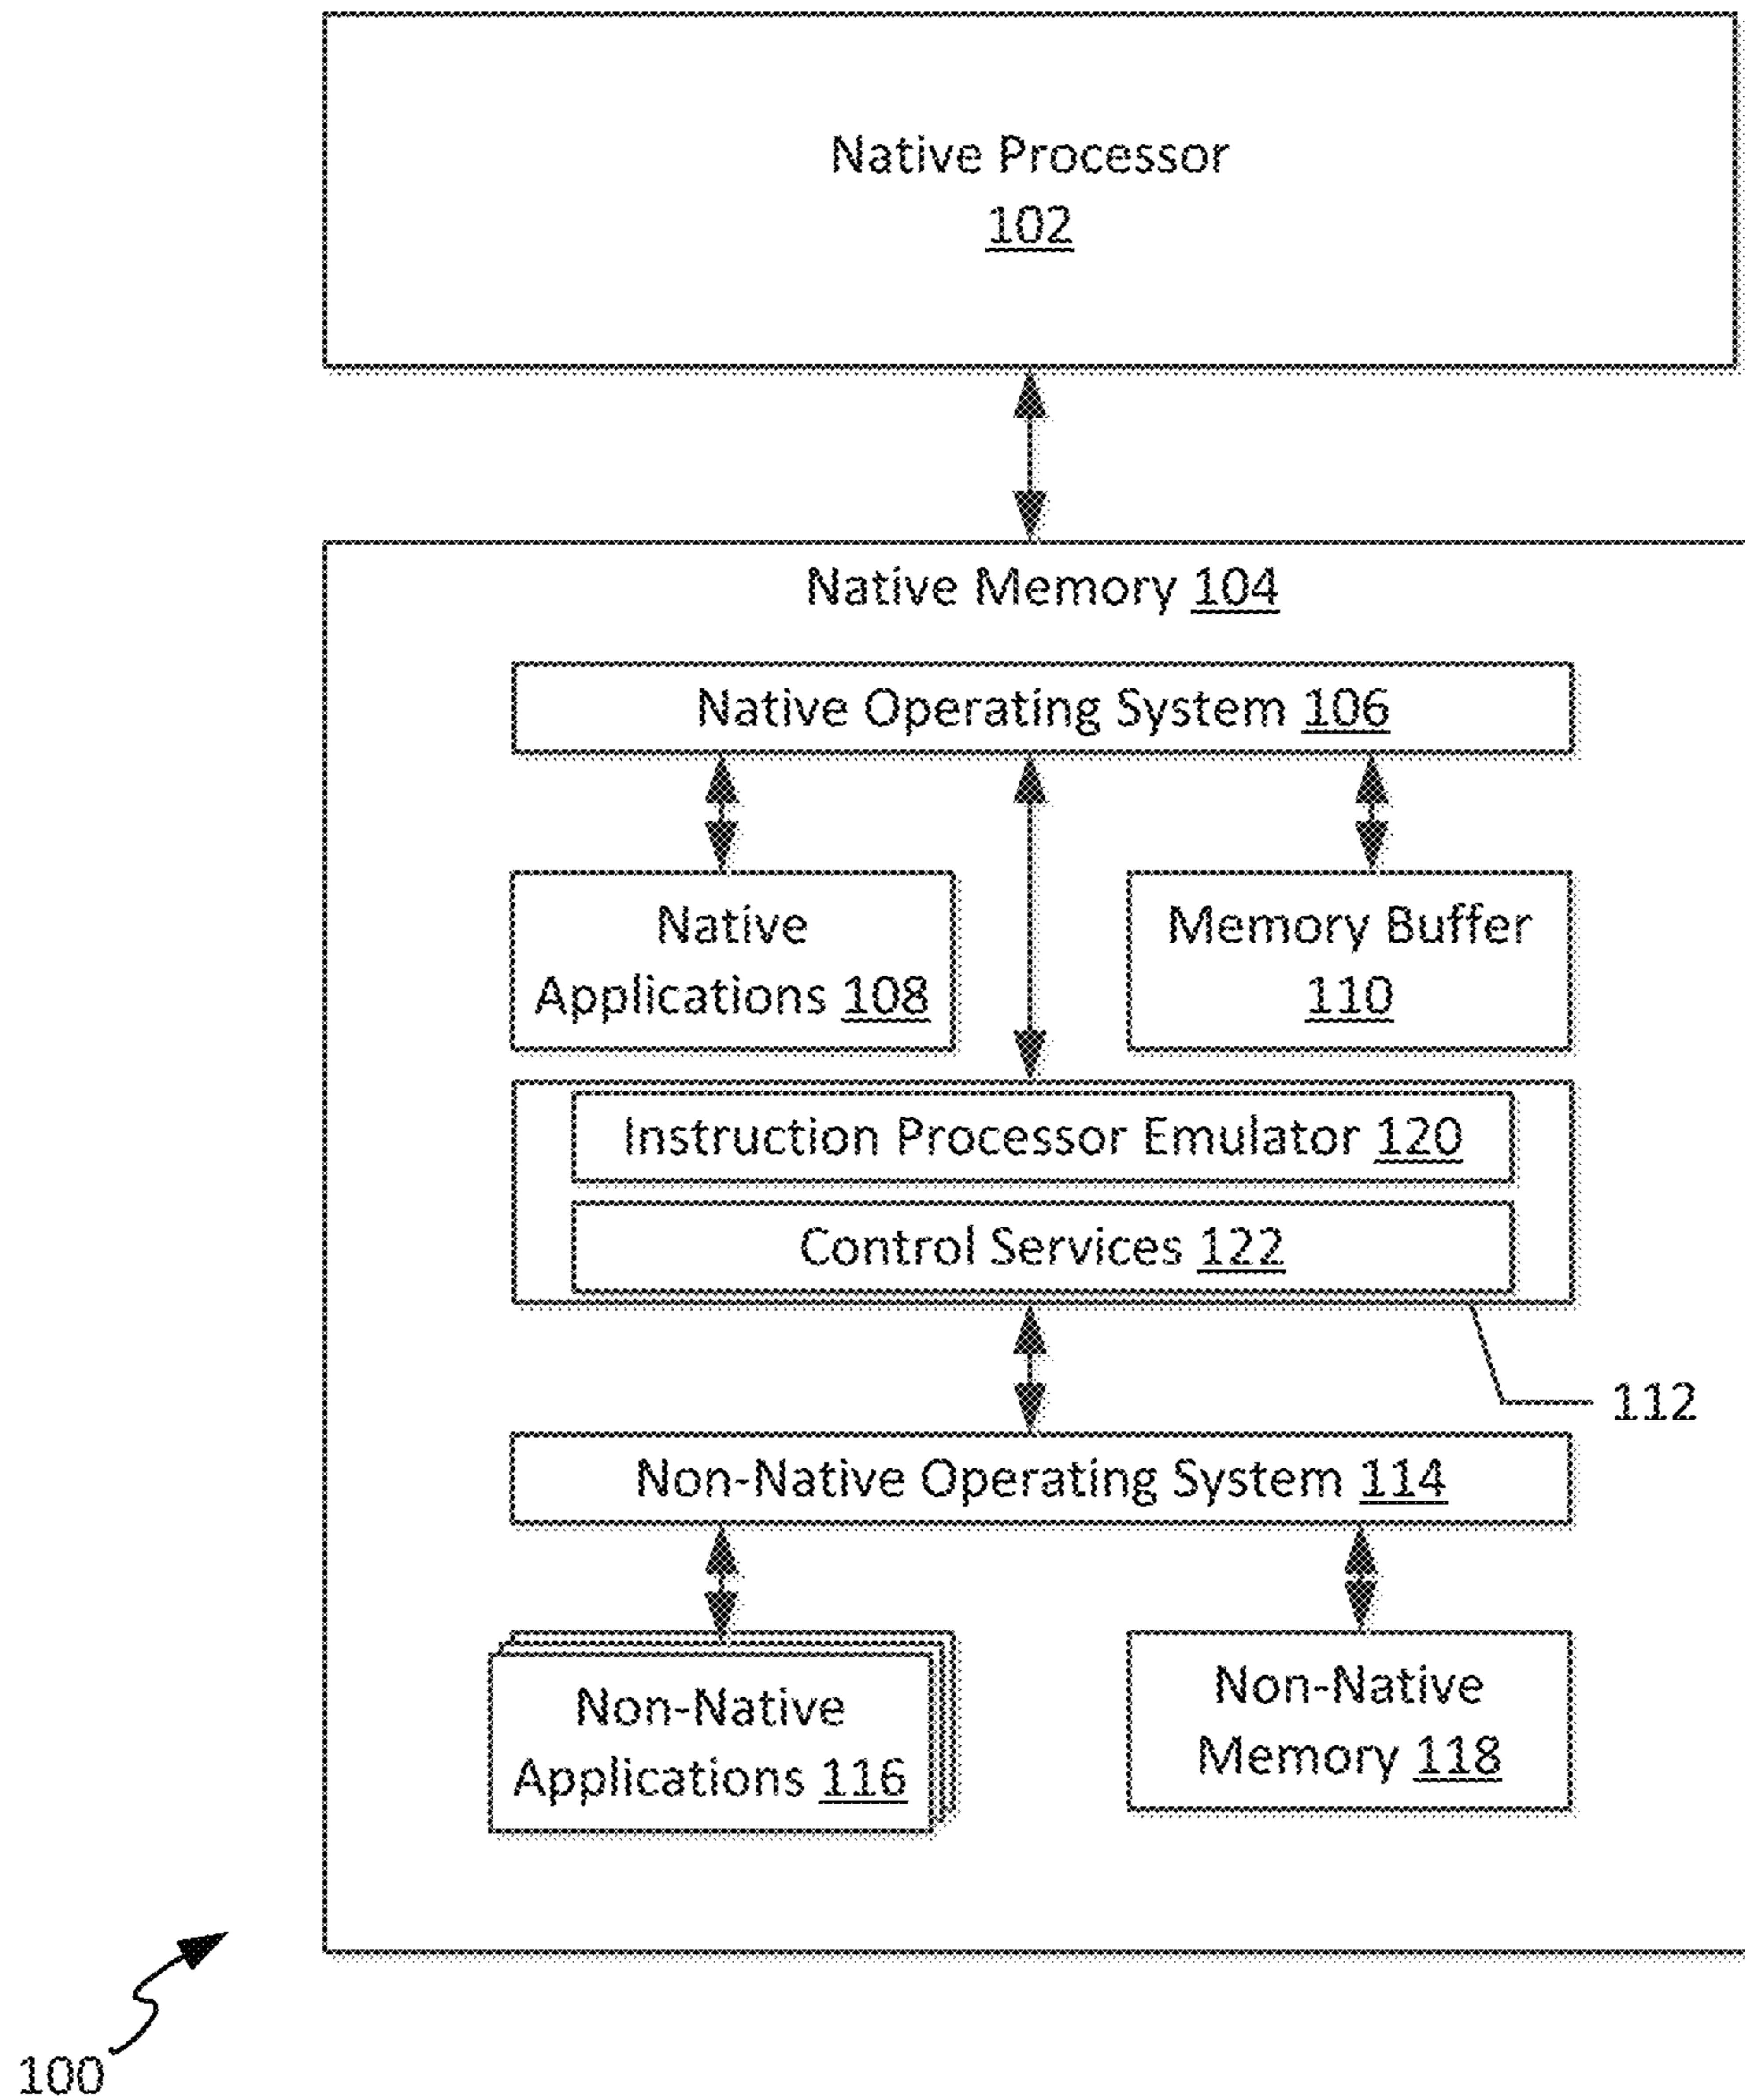 Native Processor
102
Native Memory 104
Native Operating System 106
Native
Applications 108
Memory Buffer
110
Instruction Processor Emulator 120
Control Services 122
112
Non-Native Operating System 114
Non-Native
Applications 116
Non-Native
Memory 118
100